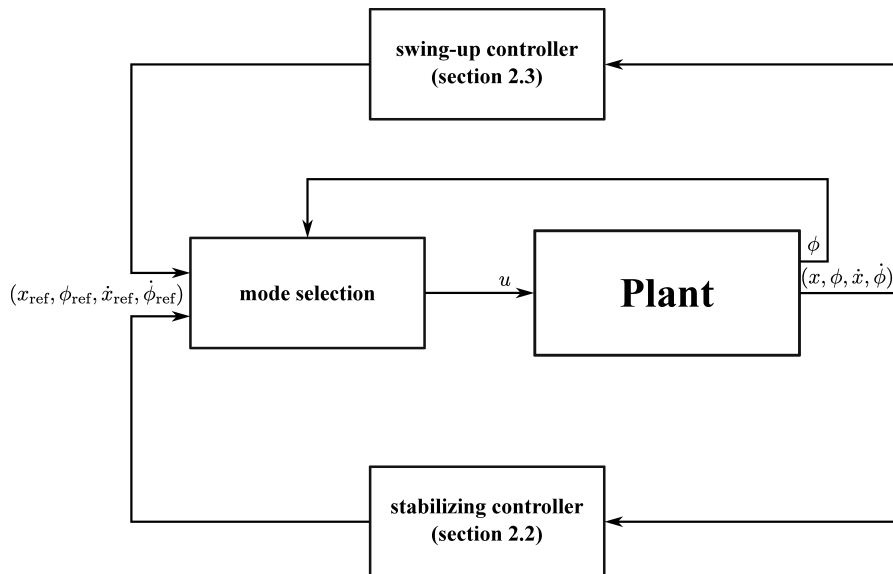 swing-up controller
(section 2.3)
ϕ
(x_ref, ϕ_ref, ẋ_ref, ϕ̇_ref)
mode selection
u
Plant
(x, ϕ, ẋ, ϕ̇)
stabilizing controller
(section 2.2)